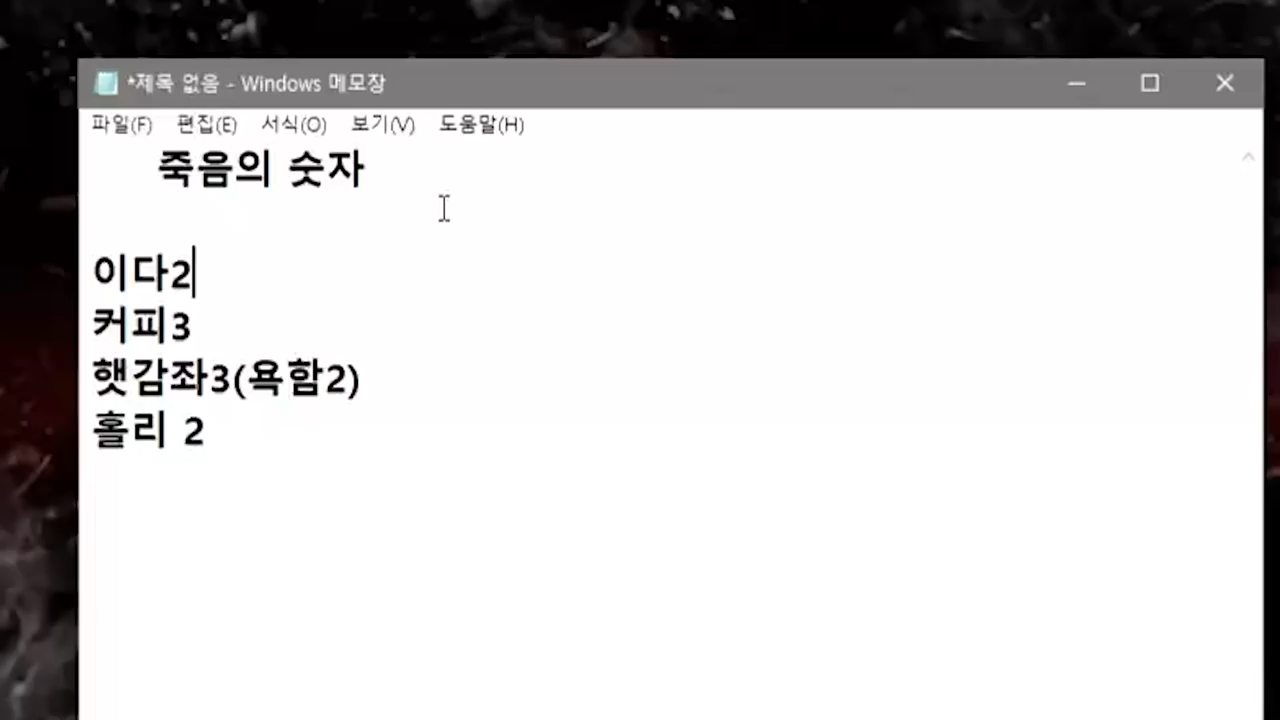 *제목 없음 - Windows 메모장
파일(F) 편집(E) 서식(O) 보기(V) 도움말(H)
죽음의 숫자
이다2
커피3
햇감좌3(욕함2)
홀리 2